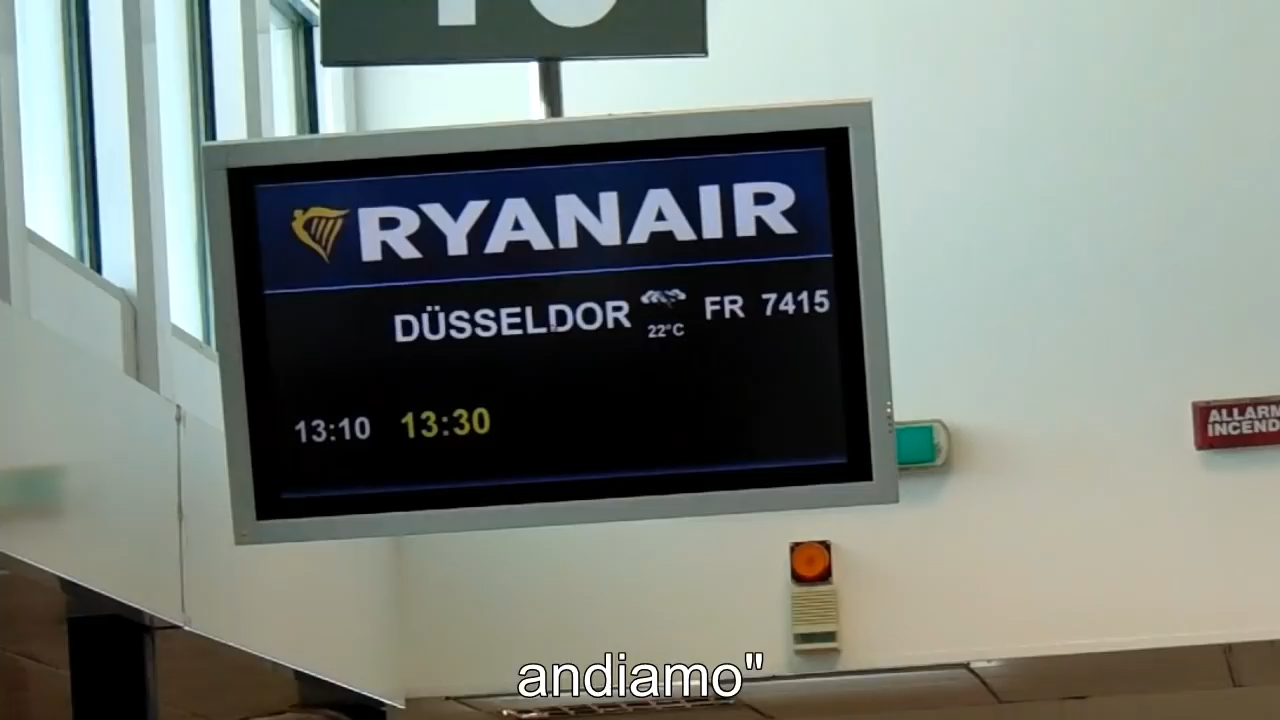 RYANAIR
DÜSSELDOR FR 7415
22°C
13:10 13:30
ALLARM
INCEND
andiamo"